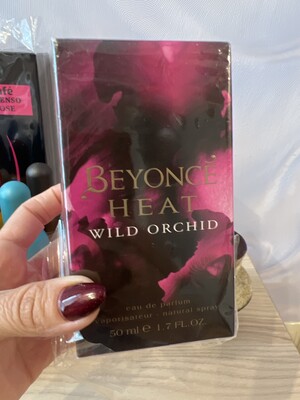 BEYONCÉ
HEAT
WILD ORCHID
eau de parfum
vaporisateur - natural spray
50 ml e 1.7 FL. OZ